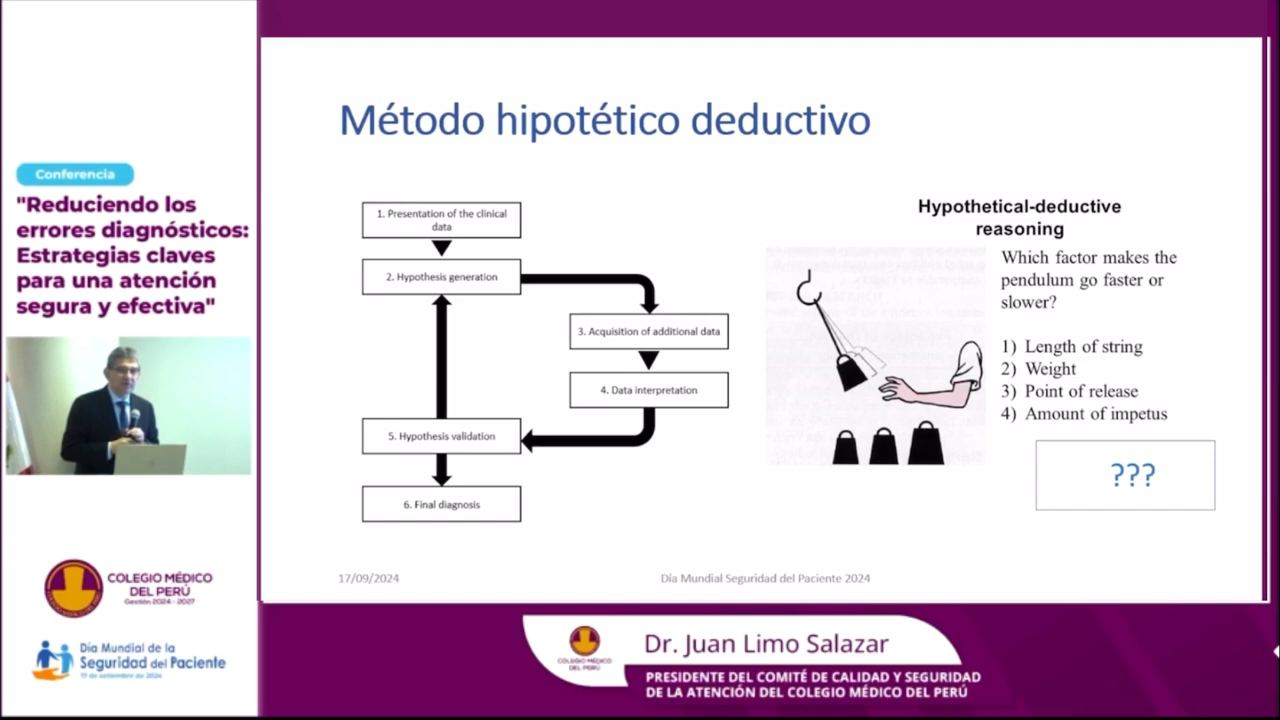 Conferencia
"Reduciendo los
errores diagnósticos:
Estrategias claves
para una atención
segura y efectiva"
COLEGIO MÉDICO
DEL PERÚ
Gestión 2024 - 2027
Día Mundial de la
Seguridad del Paciente
17 de setiembre de 2024
Método hipotético deductivo
1. Presentation of the clinical
data
2. Hypothesis generation
3. Acquisition of additional data
4. Data interpretation
5. Hypothesis validation
6. Final diagnosis
Hypothetical-deductive
reasoning
Which factor makes the
pendulum go faster or
slower?
1) Length of string
2) Weight
3) Point of release
4) Amount of impetus
???
17/09/2024
Día Mundial Seguridad del Paciente 2024
COLEGIO MÉDICO
DEL PERÚ
Dr. Juan Limo Salazar
PRESIDENTE DEL COMITÉ DE CALIDAD Y SEGURIDAD
DE LA ATENCIÓN DEL COLEGIO MÉDICO DEL PERÚ